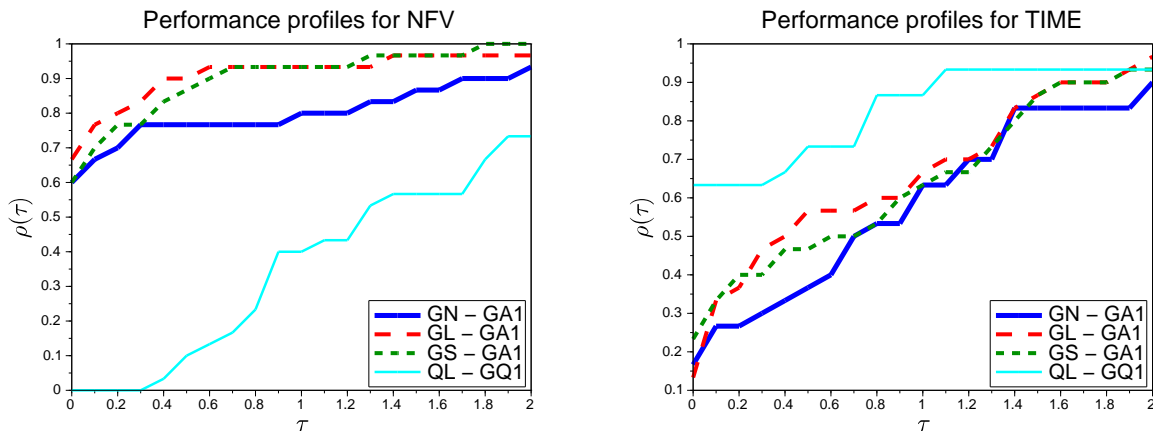 Performance profiles for NFV
1
0.9
0.8
0.7
0.6
0.5
0.4
0.3
0.2
0.1
0
ρ(τ)
0 0.2 0.4 0.6 0.8 1 1.2 1.4 1.6 1.8 2
τ
GN – GA1
GL – GA1
GS – GA1
QL – GQ1
Performance profiles for TIME
1
0.9
0.8
0.7
0.6
0.5
0.4
0.3
0.2
0.1
ρ(τ)
0 0.2 0.4 0.6 0.8 1 1.2 1.4 1.6 1.8 2
τ
GN – GA1
GL – GA1
GS – GA1
QL – GQ1